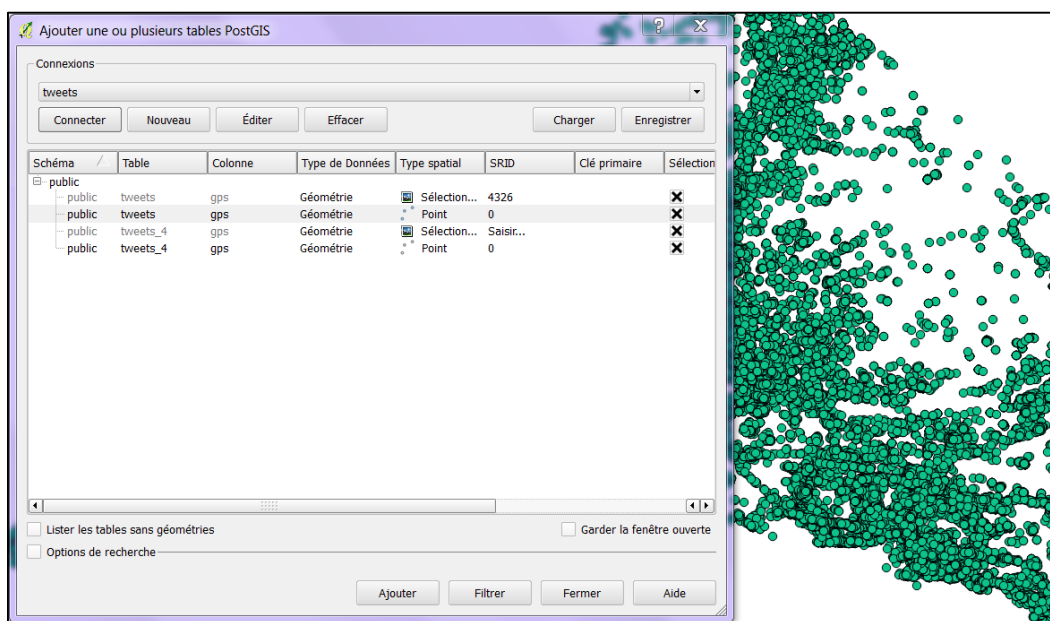 Ajouter une ou plusieurs tables PostGIS
Connexions
tweets
Connecter Nouveau Éditer Effacer Charger Enregistrer
Schéma Table Colonne Type de Données Type spatial SRID Clé primaire Sélection
public
public tweets gps Géométrie Sélection... 4326
public tweets gps Géométrie Point 0
public tweets_4 gps Géométrie Sélection... Saisir...
public tweets_4 gps Géométrie Point 0
Lister les tables sans géométries Garder la fenêtre ouverte
Options de recherche
Ajouter Filtrer Fermer Aide